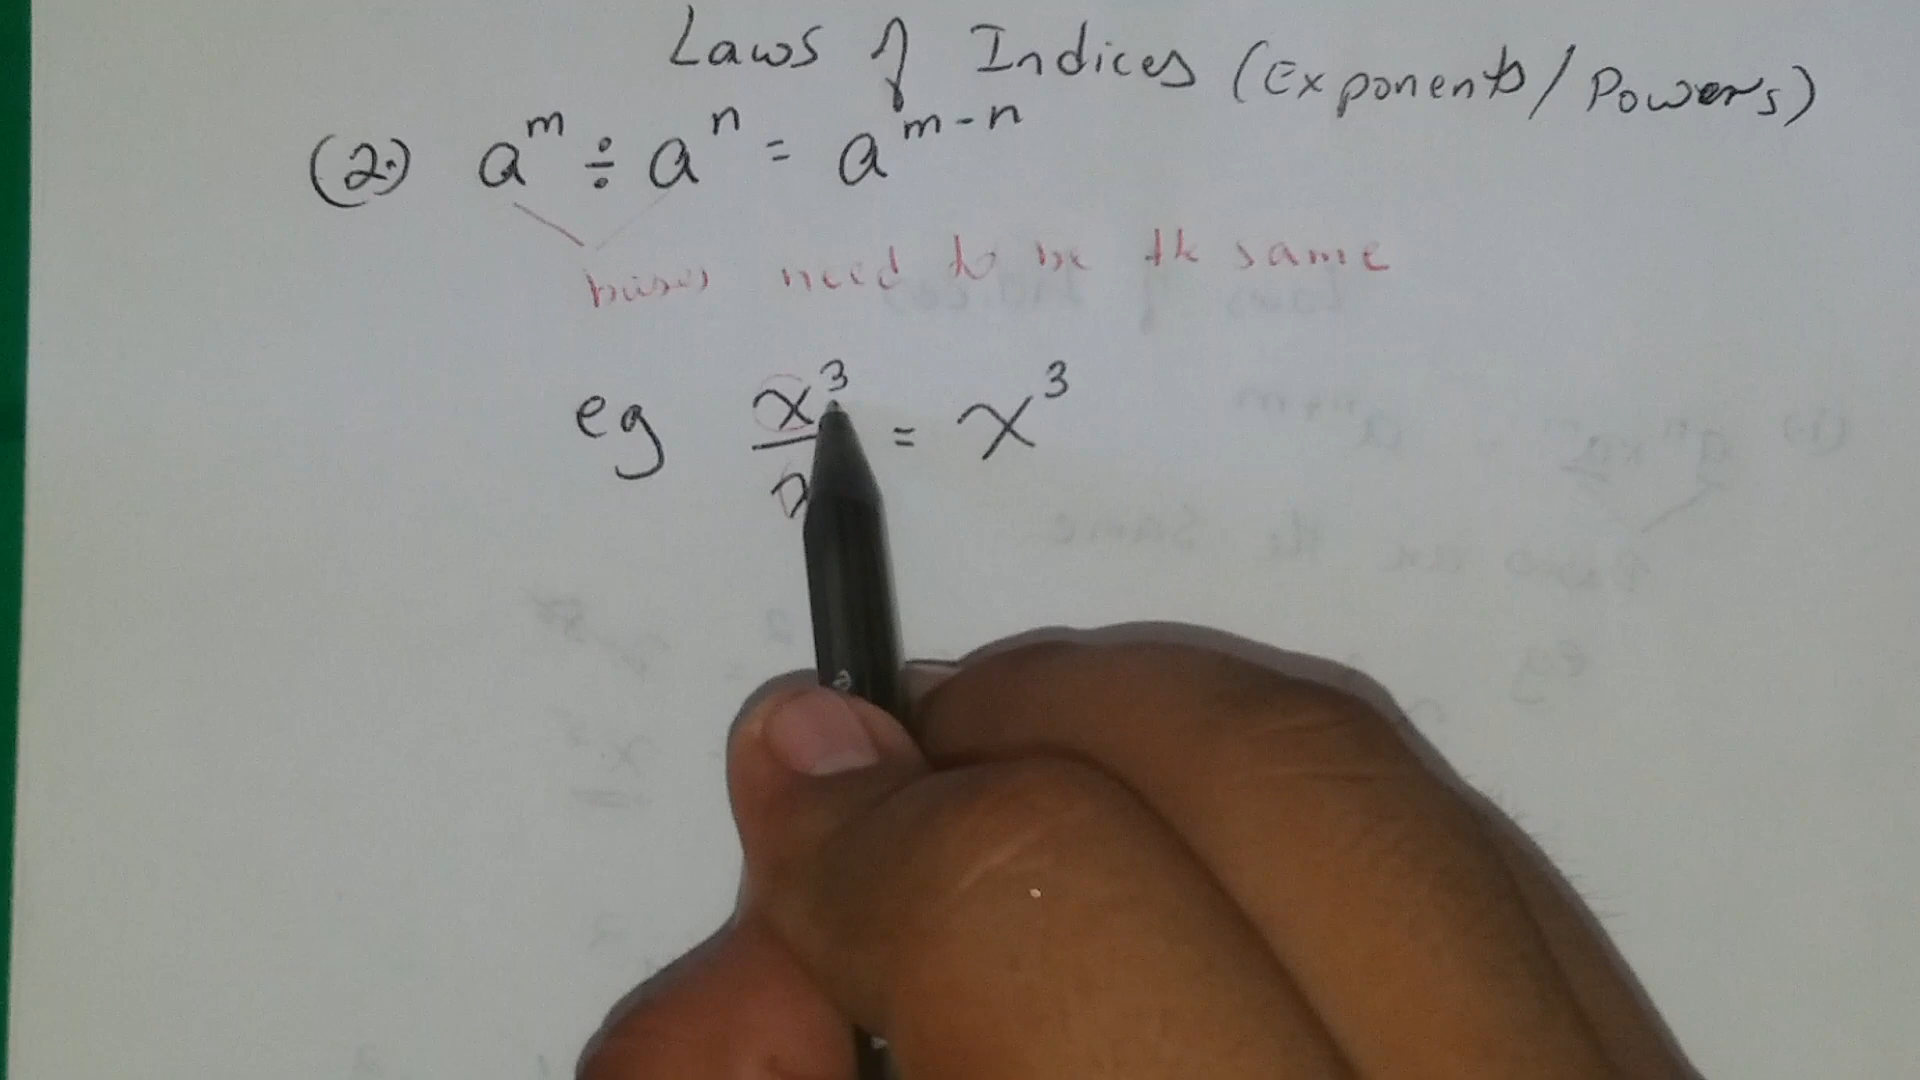 Laws of Indices (Exponents/Powers)
(2.) a^m ÷ a^n = a^(m-n)
bases need to be the same
eg x^3/ = x^3